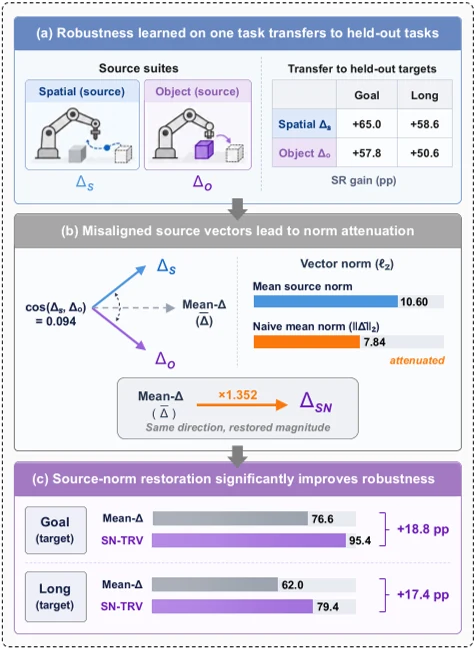 (a) Robustness learned on one task transfers to held-out tasks
Source suites
Spatial (source)
Object (source)
Δ_S
Δ_O
Transfer to held-out targets
Goal Long
Spatial Δₛ +65.0 +58.6
Object Δₒ +57.8 +50.6
SR gain (pp)
(b) Misaligned source vectors lead to norm attenuation
cos(Δₛ, Δₒ)
= 0.094
Δ_S
Mean-Δ
(Δ̅)
Δ_O
Vector norm (ℓ₂)
Mean source norm
10.60
Naive mean norm (‖Δ̅‖₂)
7.84
attenuated
Mean-Δ
( Δ̅ )
×1.352
Δ_SN
Same direction, restored magnitude
(c) Source-norm restoration significantly improves robustness
Goal
(target)
Mean-Δ 76.6
SN-TRV 95.4
+18.8 pp
Long
(target)
Mean-Δ 62.0
SN-TRV 79.4
+17.4 pp